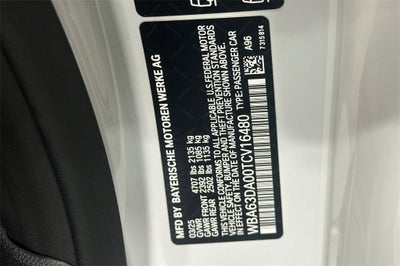 MFD BY BAYERISCHE MOTOREN WERKE AG
03/25
GVWR 4707 lbs 2135 kg
GAWR FRONT 2392 lbs 1085 kg
GAWR REAR 2502 lbs 1135 kg
THIS VEHICLE CONFORMS TO ALL APPLICABLE U.S. FEDERAL MOTOR
VEHICLE SAFETY, BUMPER AND THEFT PREVENTION STANDARDS
IN EFFECT ON THE DATE OF MANUFACTURE SHOWN ABOVE.
WBA63DA00TCV16480 TYPE: PASSENGER CAR
A96
7315814